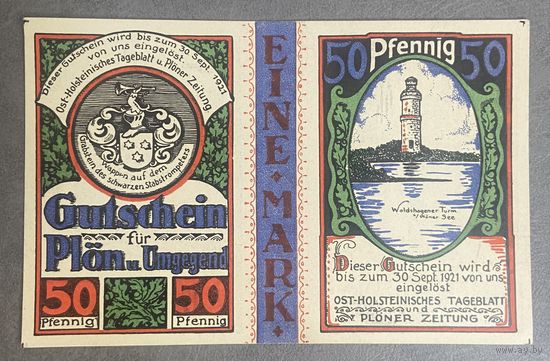 Dieser Gutschein wird bis zum 30 Sept. 1921
von uns eingelöst.
Ost-Holsteinisches Tageblatt u. Plöner Zeitung
Wappen auf dem
Grabstein des schwarzen Stabstrompeters
Gutschein
für
Plön u. Umgegend
50
Pfennig
50
Pfennig
EINE · MARK ·
50 Pfennig 50
Waldshagener Turm
Plöner See
Dieser Gutschein wird
bis zum 30 Sept. 1921 von uns
eingelöst
OST-HOLSTEINISCHES TAGEBLATT
und
PLÖNER ZEITUNG
www.ay.by